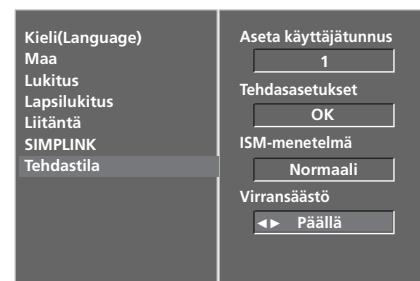 Kieli(Language)
Maa
Lukitus
Lapsilukitus
Liitäntä
SIMPLINK
Tehdastila
Aseta käyttäjätunnus
1
Tehdasasetukset
OK
ISM-menetelmä
Normaali
Virransäästö
◄► Päällä